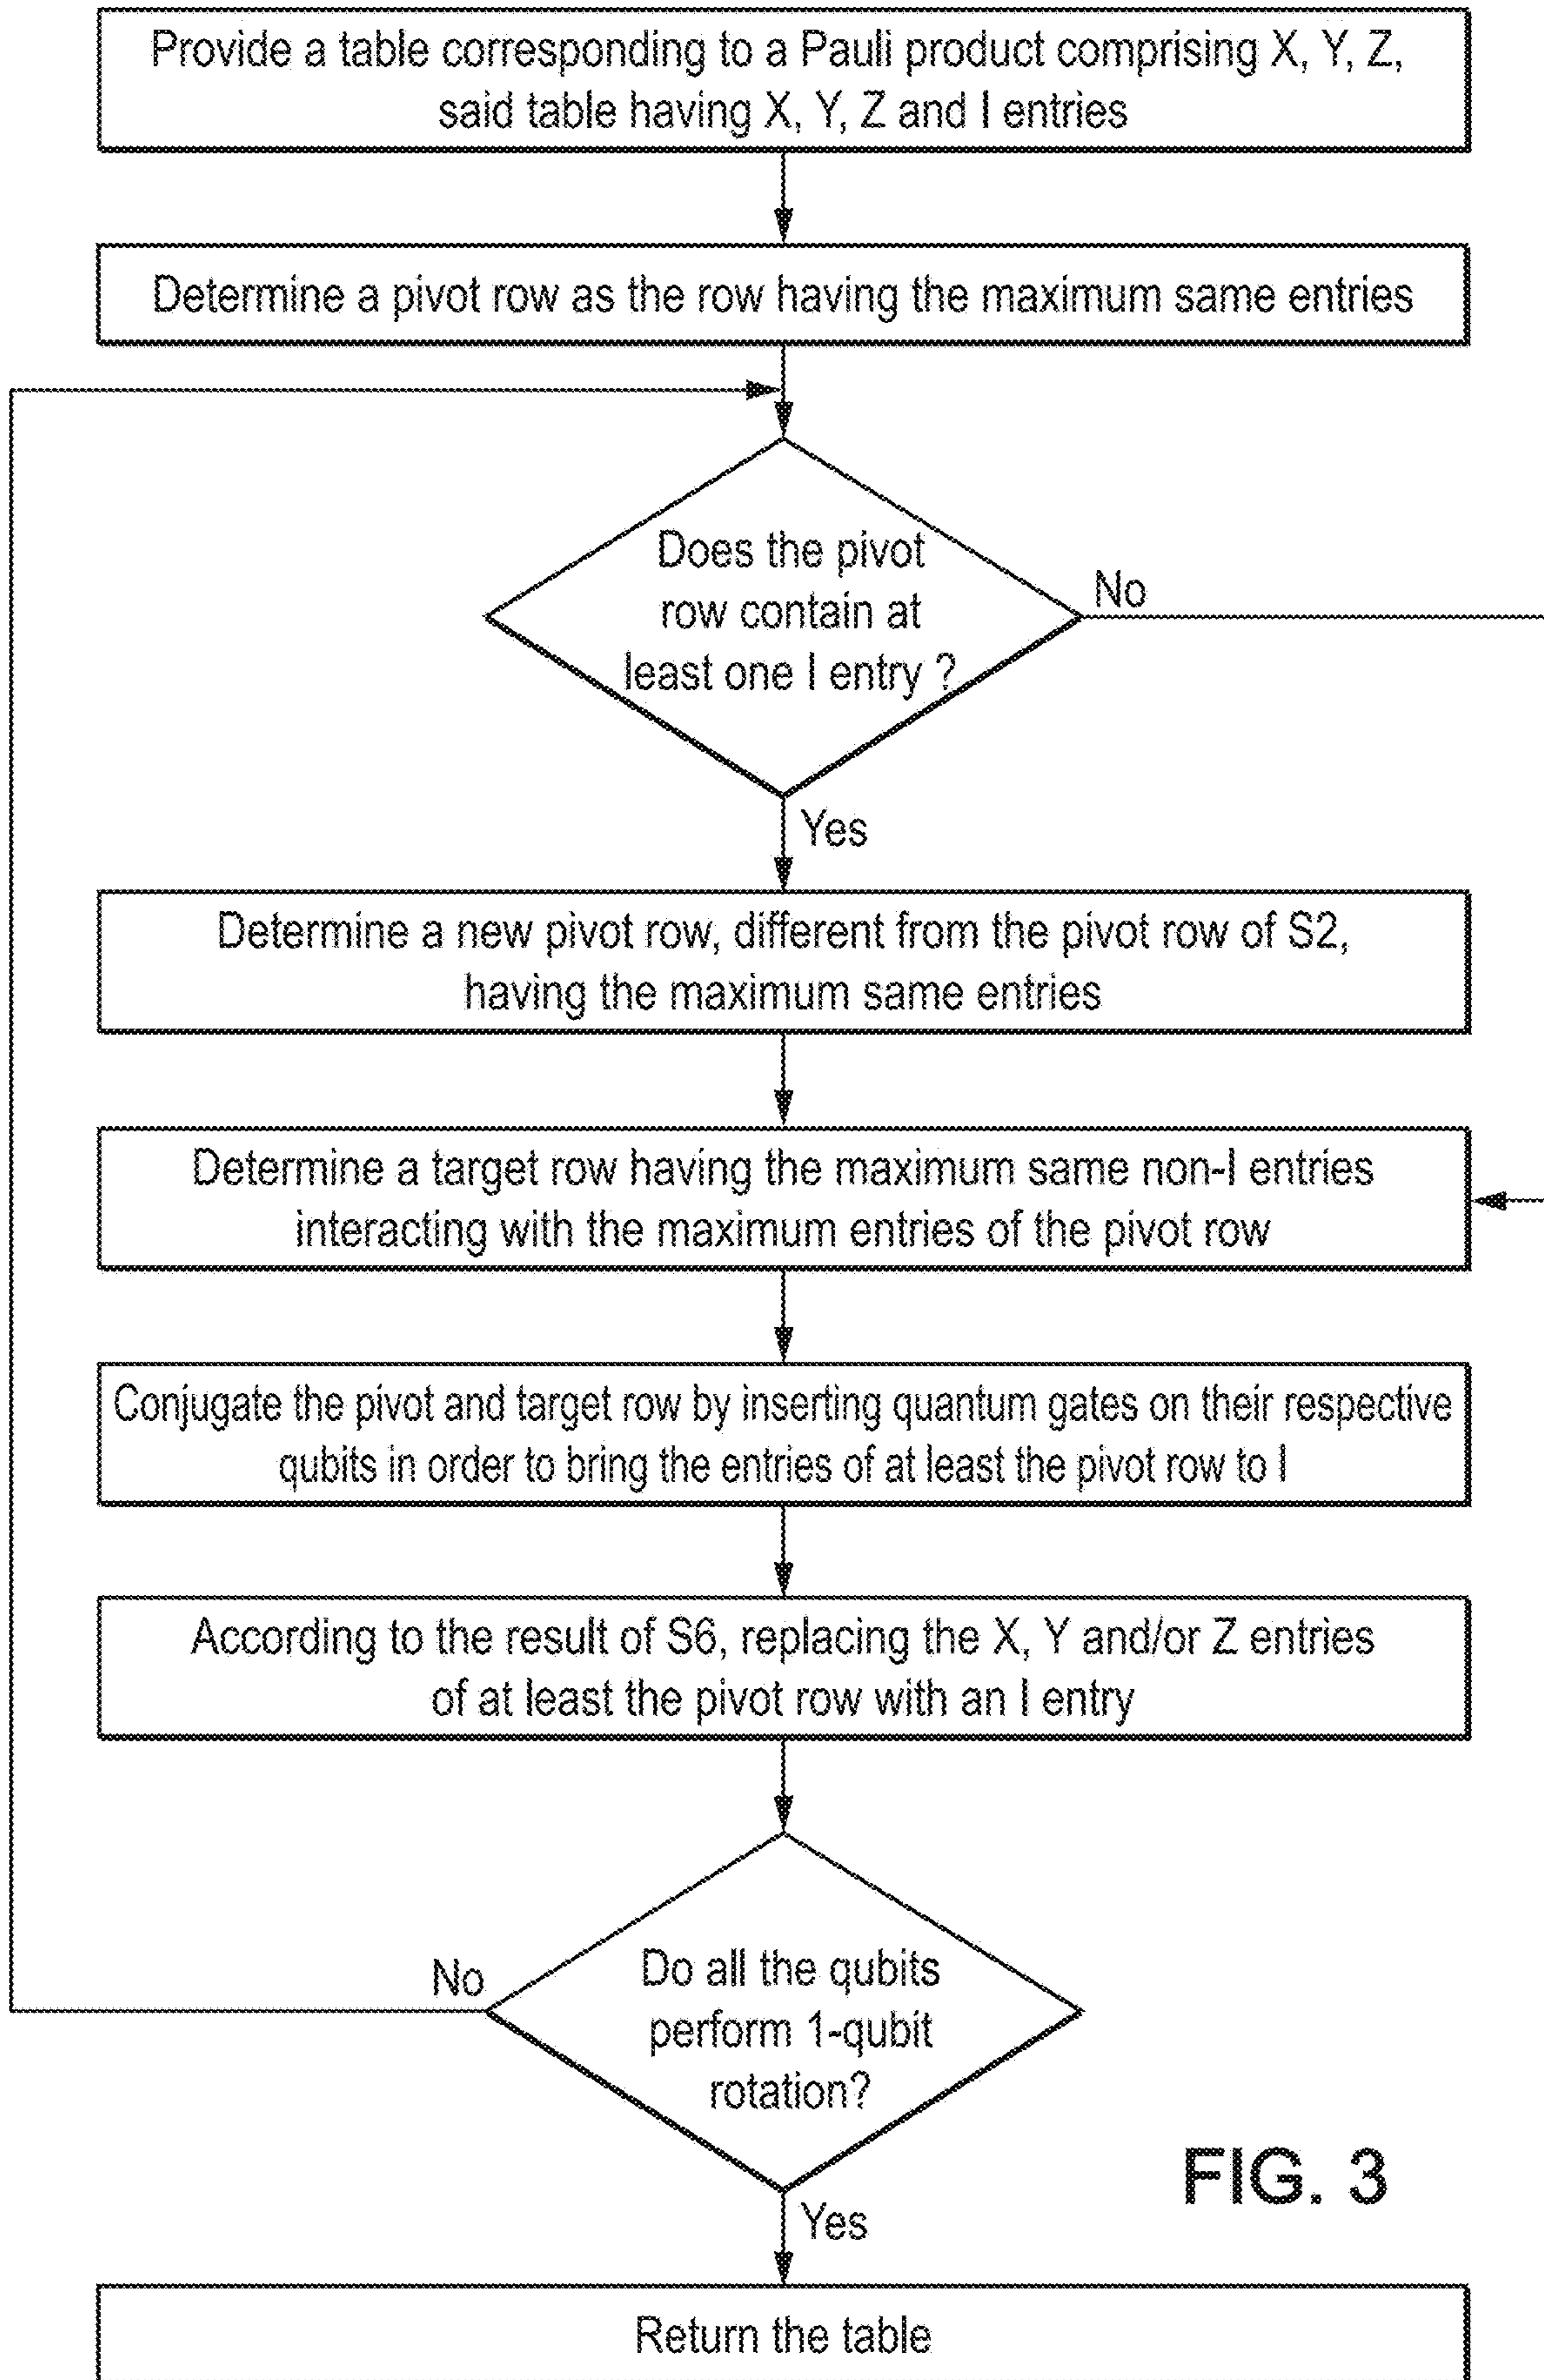 Provide a table corresponding to a Pauli product comprising X, Y, Z,
said table having X, Y, Z and I entries
Determine a pivot row as the row having the maximum same entries
Does the pivot
row contain at
least one I entry ?
No
Yes
Determine a new pivot row, different from the pivot row of S2,
having the maximum same entries
Determine a target row having the maximum same non-I entries
interacting with the maximum entries of the pivot row
Conjugate the pivot and target row by inserting quantum gates on their respective
qubits in order to bring the entries of at least the pivot row to I
According to the result of S6, replacing the X, Y and/or Z entries
of at least the pivot row with an I entry
No
Do all the qubits
perform 1-qubit
rotation?
Yes
FIG. 3
Return the table